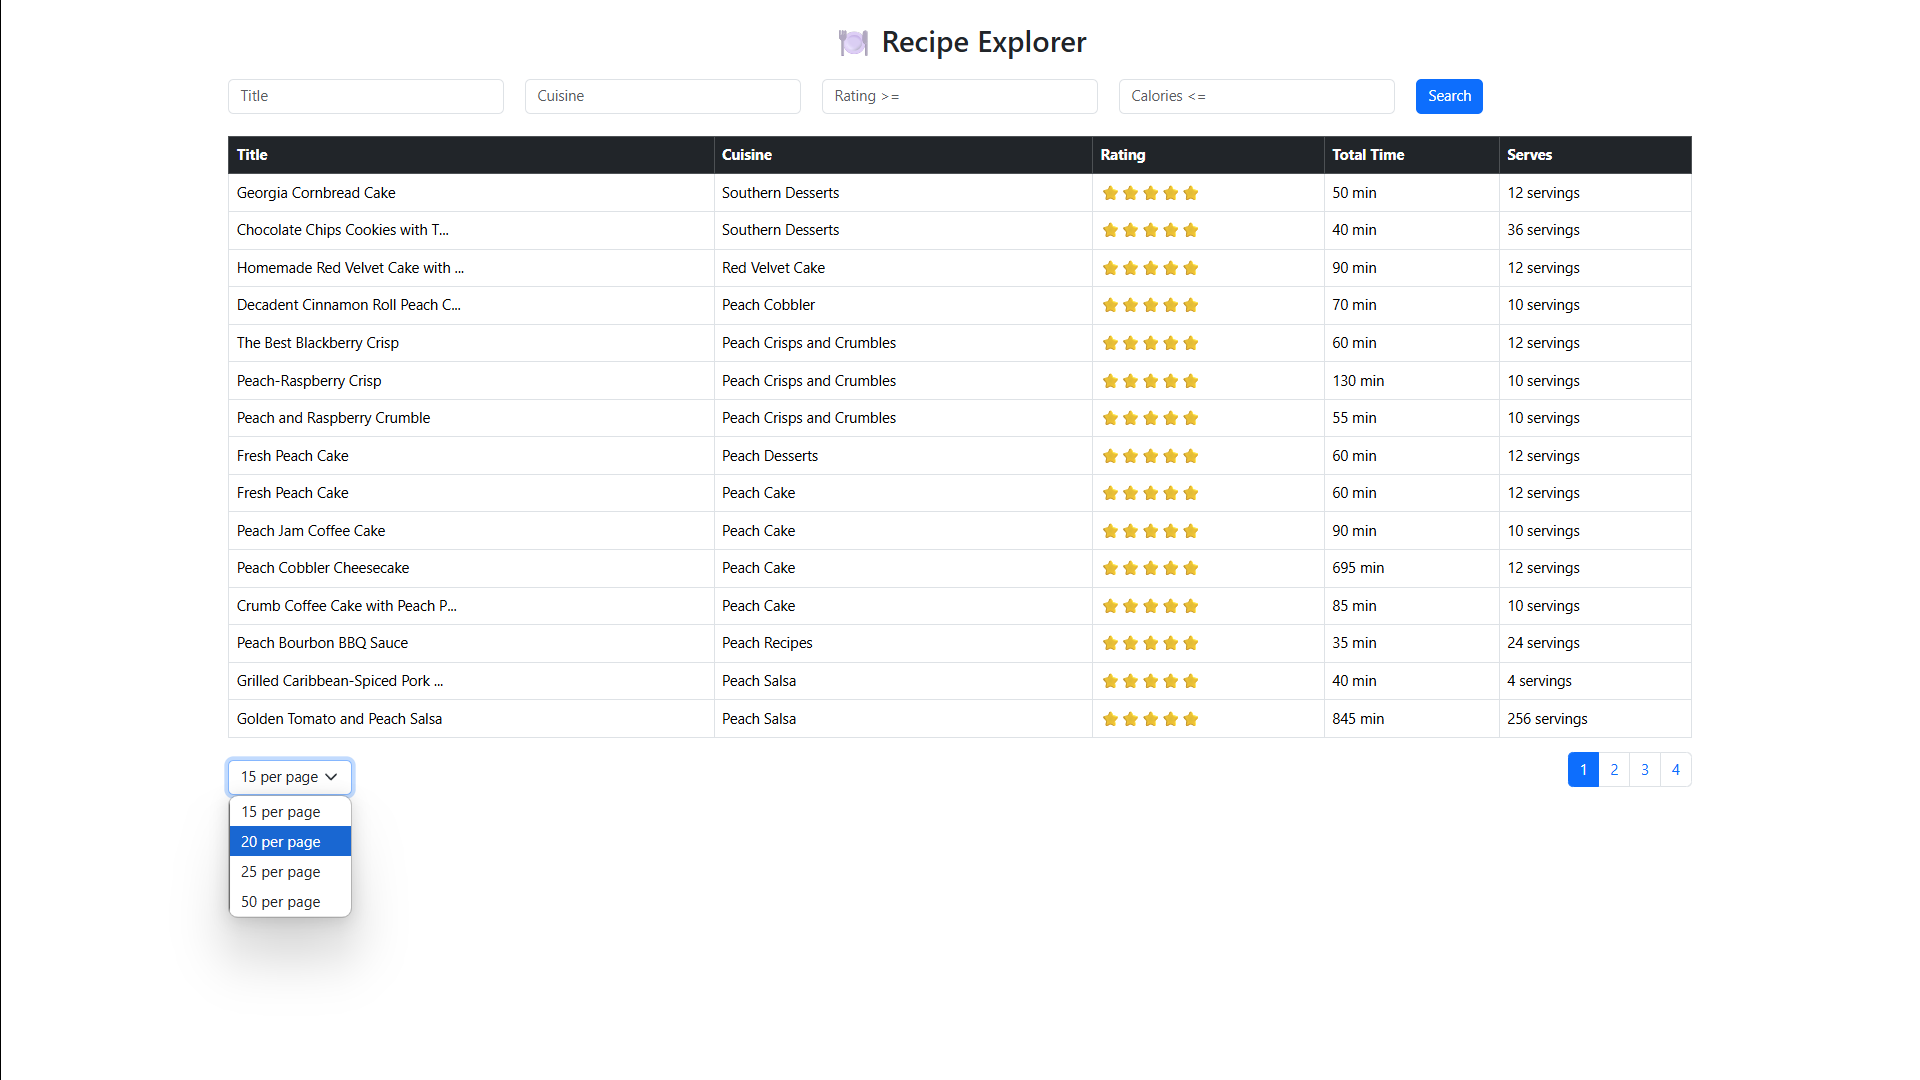 Recipe Explorer
Title Cuisine Rating >= Calories <= Search
Title Cuisine Rating Total Time Serves
Georgia Cornbread Cake Southern Desserts 50 min 12 servings
Chocolate Chips Cookies with T... Southern Desserts 40 min 36 servings
Homemade Red Velvet Cake with ... Red Velvet Cake 90 min 12 servings
Decadent Cinnamon Roll Peach C... Peach Cobbler 70 min 10 servings
The Best Blackberry Crisp Peach Crisps and Crumbles 60 min 12 servings
Peach-Raspberry Crisp Peach Crisps and Crumbles 130 min 10 servings
Peach and Raspberry Crumble Peach Crisps and Crumbles 55 min 10 servings
Fresh Peach Cake Peach Desserts 60 min 12 servings
Fresh Peach Cake Peach Cake 60 min 12 servings
Peach Jam Coffee Cake Peach Cake 90 min 10 servings
Peach Cobbler Cheesecake Peach Cake 695 min 12 servings
Crumb Coffee Cake with Peach P... Peach Cake 85 min 10 servings
Peach Bourbon BBQ Sauce Peach Recipes 35 min 24 servings
Grilled Caribbean-Spiced Pork ... Peach Salsa 40 min 4 servings
Golden Tomato and Peach Salsa Peach Salsa 845 min 256 servings
15 per page 1 2 3 4
15 per page
20 per page
25 per page
50 per page